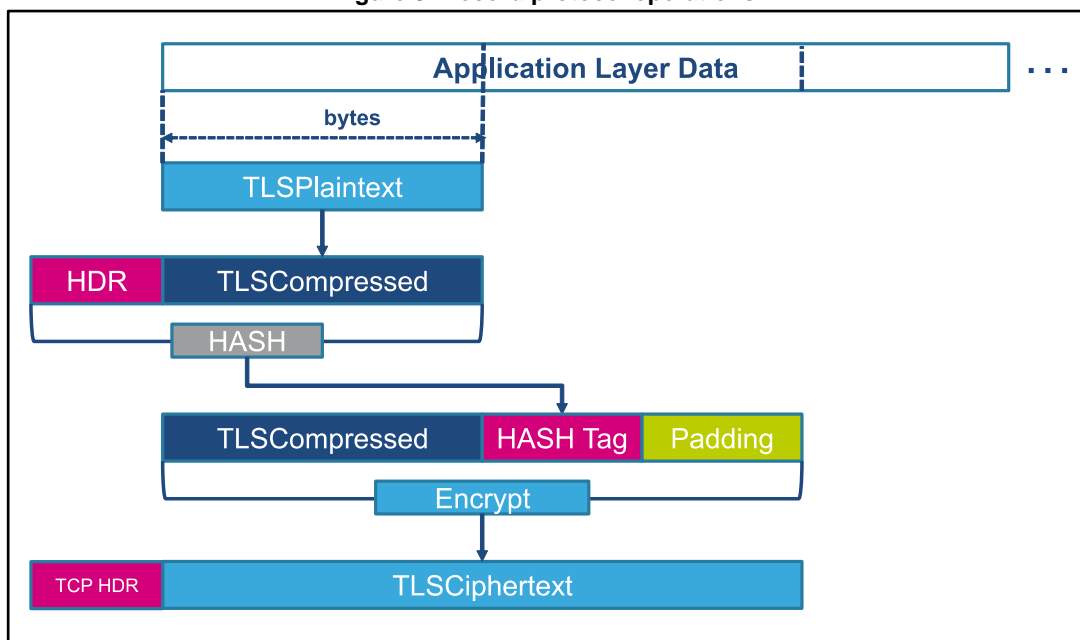 Application Layer Data
...
bytes
TLSPlaintext
HDR TLSCompressed
HASH
TLSCompressed HASH Tag Padding
Encrypt
TCP HDR TLSCiphertext